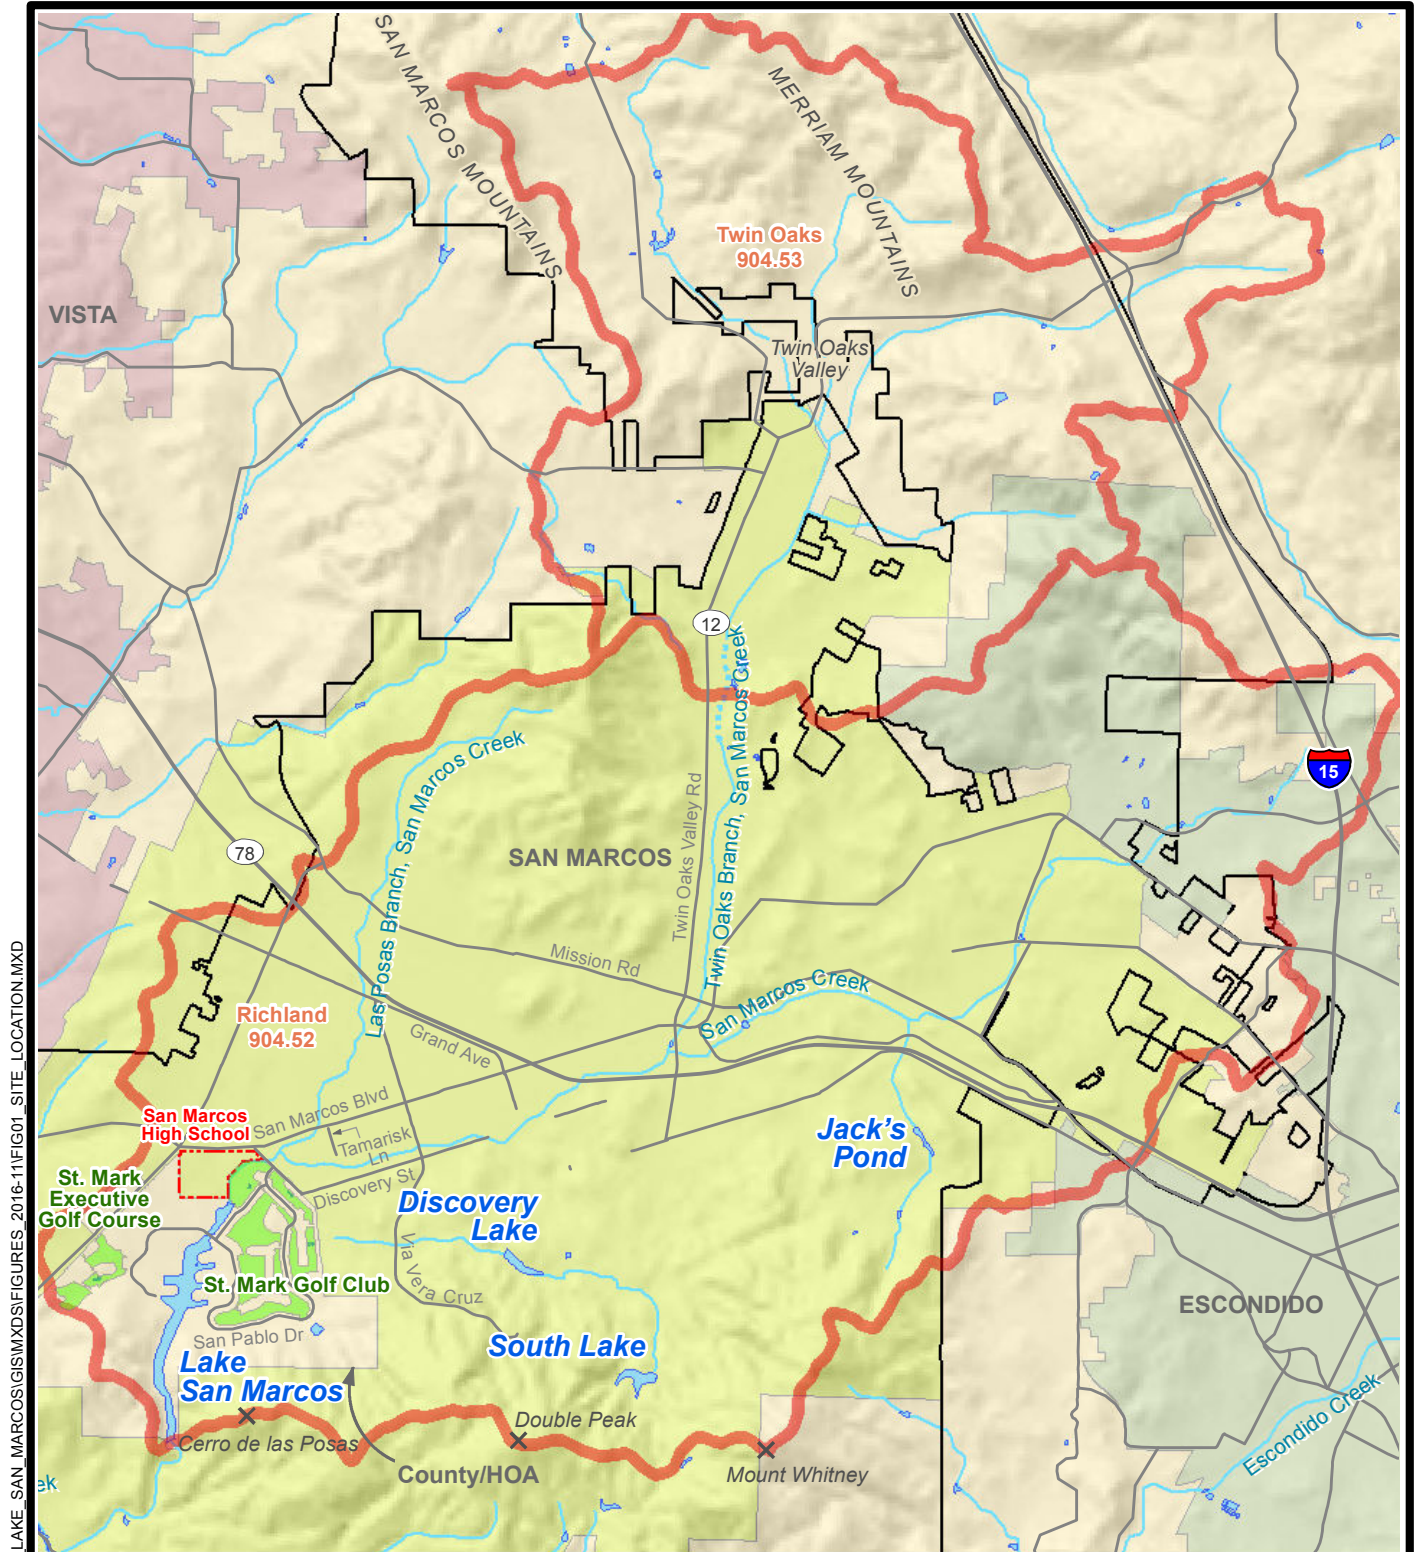 SAN MARCOS MOUNTAINS
MERRIAM MOUNTAINS
Twin Oaks
904.53
VISTA
Twin Oaks
Valley
12
Twin Oaks Branch, San Marcos Creek
Las Posas Branch, San Marcos Creek
15
Twin Oaks Valley Rd
78
SAN MARCOS
Mission Rd
San Marcos Creek
Richland
904.52
Grand Ave
San Marcos Blvd
San Marcos
High School
Tamarisk
Ln
Jack's
Pond
St. Mark
Executive
Golf Course
Discovery St
Discovery
Lake
Via Vera Cruz
St. Mark Golf Club
ESCONDIDO
San Pablo Dr
South Lake
Lake
San Marcos
Double Peak
Cerro de las Posas
County/HOA
Mount Whitney
Escondido Creek
ek
LAKE_SAN_MARCOS\GIS\MXDS\FIGURES_2016-11\FIG01_SITE_LOCATION.MXD